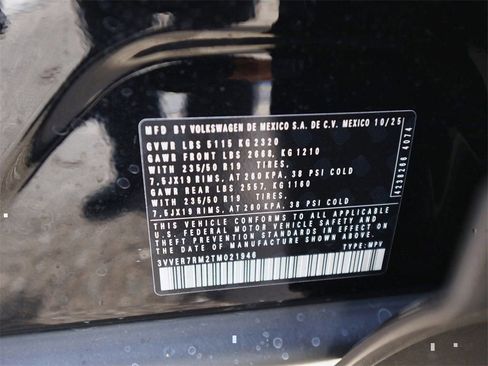 MFD BY VOLKSWAGEN DE MEXICO S.A. DE C.V. MEXICO 10/25
GVWR LBS 5115 KG 2320
GAWR FRONT LBS 2668, KG 1210
WITH 235/50 R19 TIRES,
7.5JX19 RIMS, AT 260 KPA, 38 PSI COLD
GAWR REAR LBS 2557, KG 1160
WITH 235/50 R19 TIRES,
7.5JX19 RIMS, AT 260 KPA, 38 PSI COLD
THIS VEHICLE CONFORMS TO ALL APPLICABLE
U.S. FEDERAL MOTOR VEHICLE SAFETY AND
THEFT PREVENTION STANDARDS IN EFFECT ON
THE DATE OF MANUFACTURE SHOWN ABOVE
3VVER7RM2TM021946 TYPE: MPV
4238266 4074